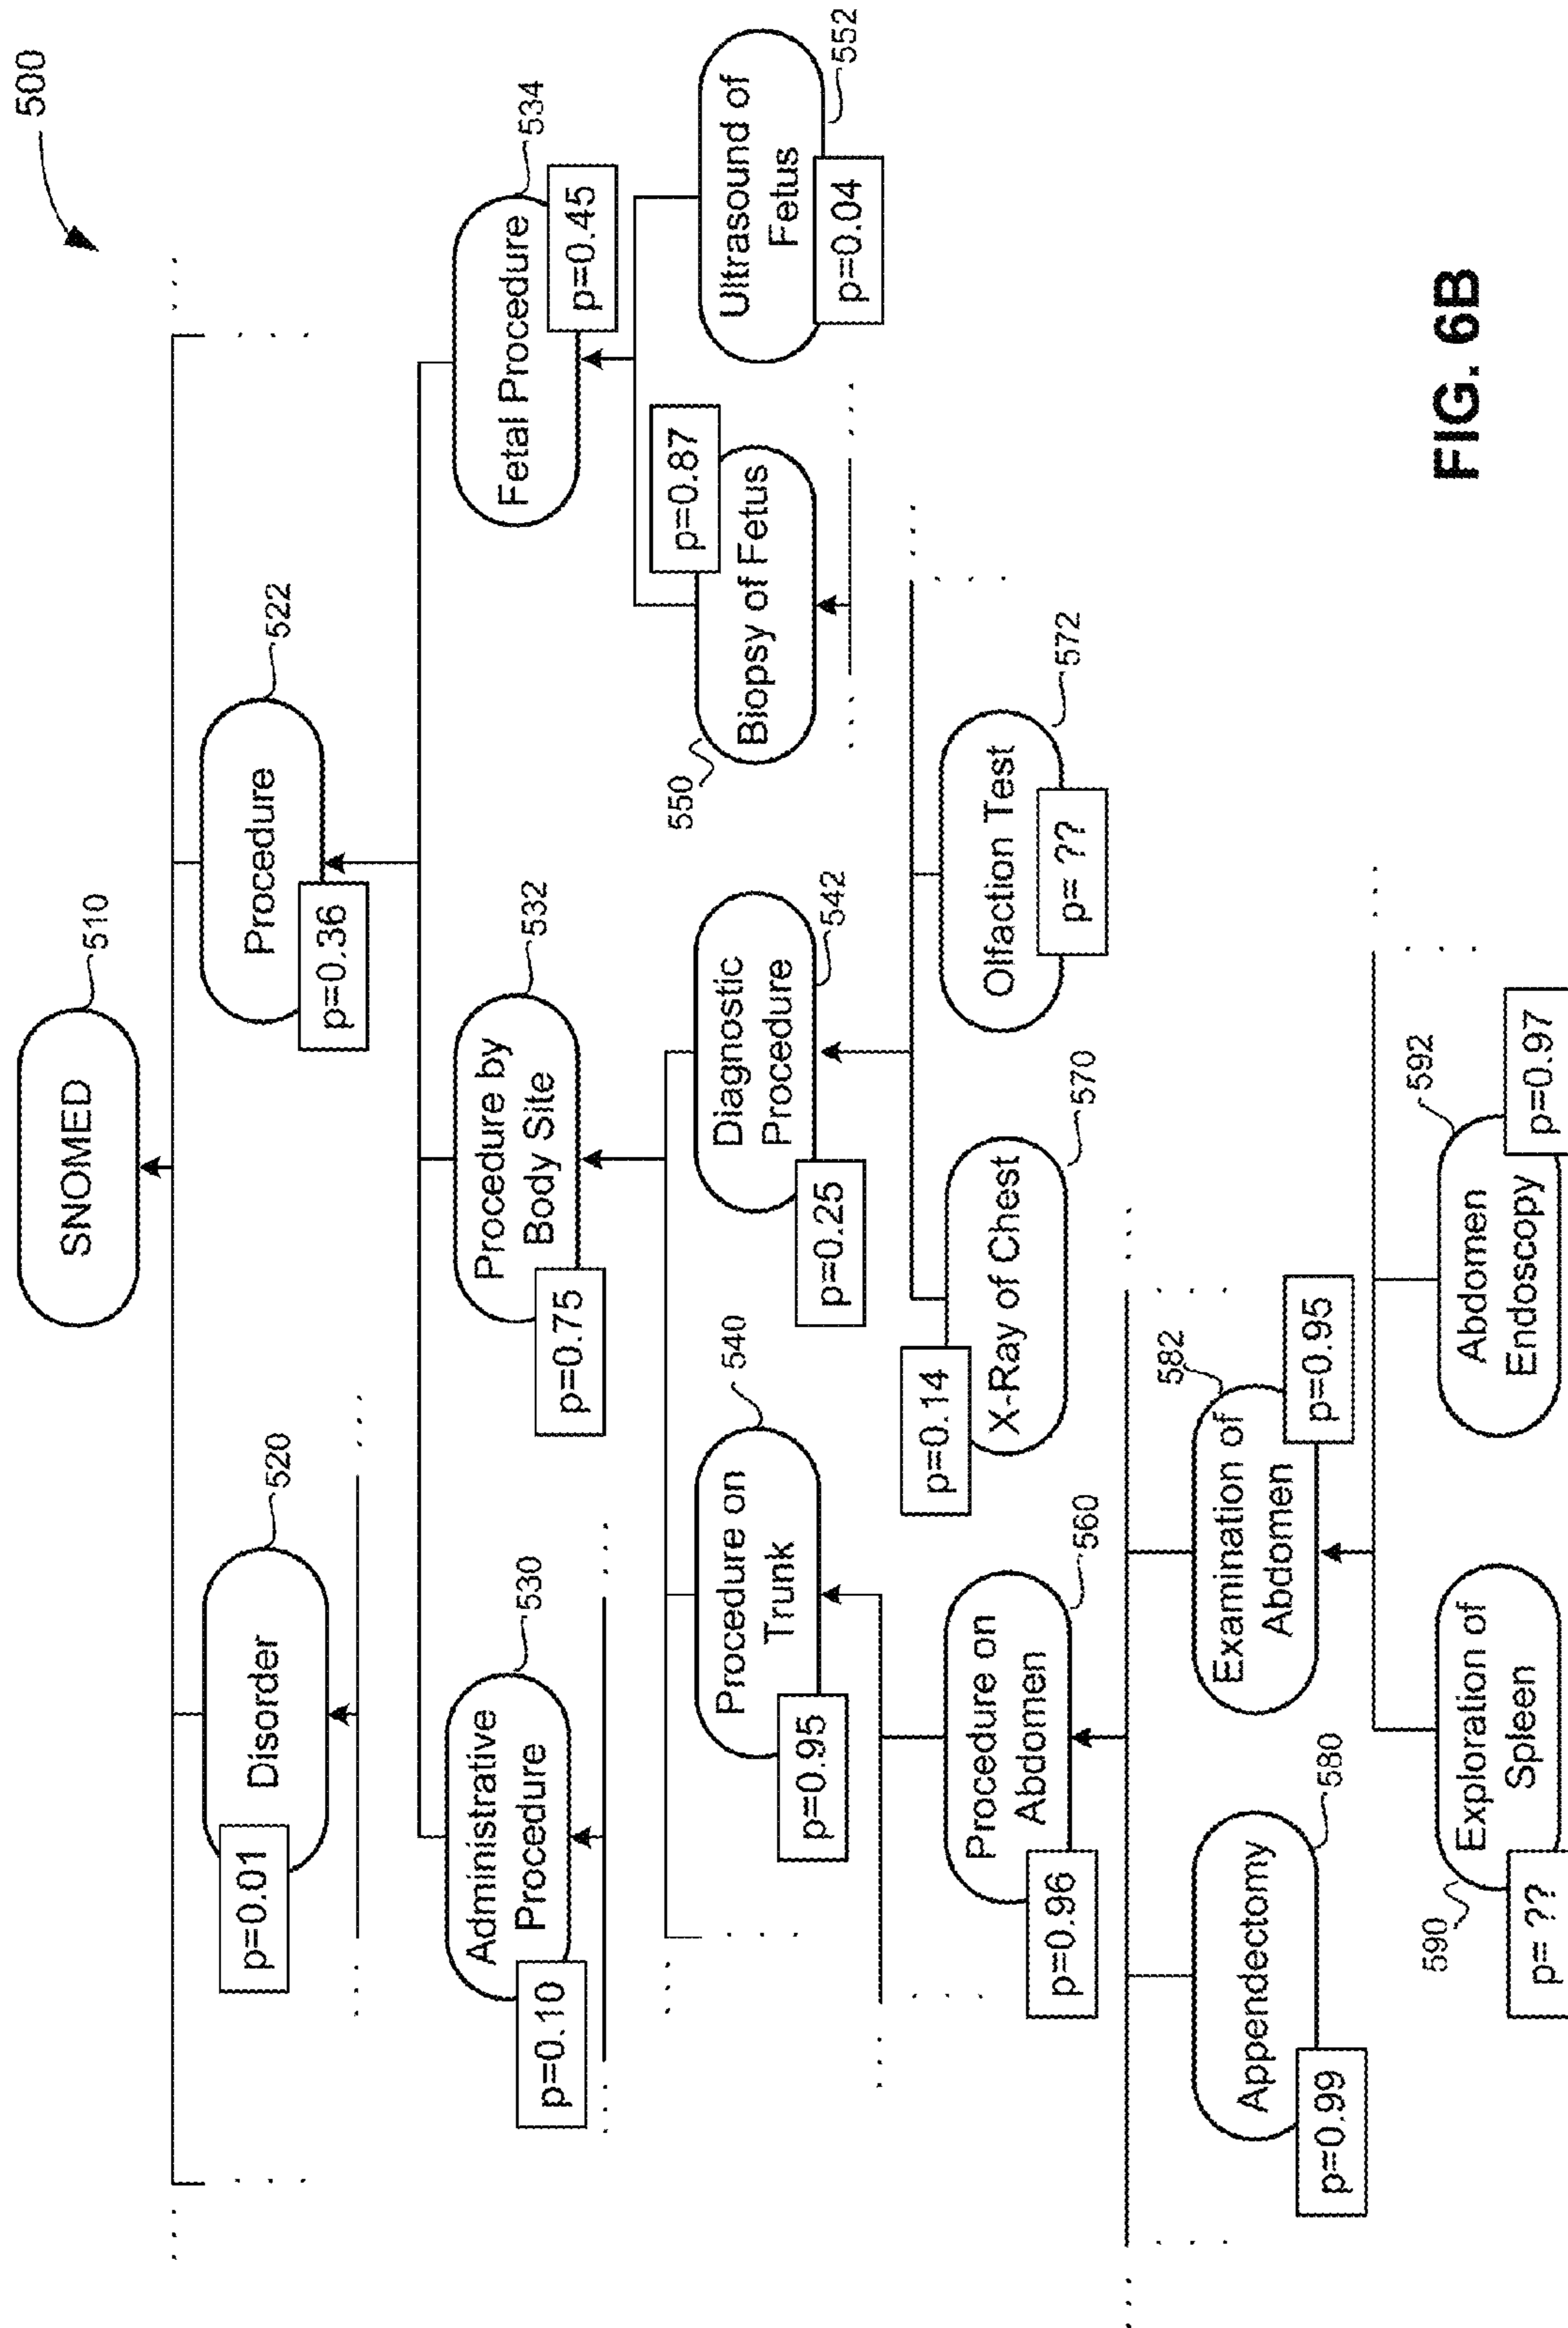 500
SNOMED
510
Disorder
520
p=0.01
Procedure
522
p=0.36
Administrative
Procedure
530
p=0.10
Procedure by
Body Site
532
p=0.75
Fetal Procedure
534
p=0.45
Procedure on
Trunk
540
p=0.95
Diagnostic
Procedure
542
p=0.25
550
Biopsy of Fetus
p=0.87
Ultrasound of
Fetus
552
p=0.04
Procedure on
Abdomen
560
p=0.96
X-Ray of Chest
570
p=0.14
Olfaction Test
572
p= ??
Appendectomy
580
p=0.99
Examination of
Abdomen
582
p=0.95
590
Exploration of
Spleen
p= ??
Abdomen
Endoscopy
592
p=0.97
FIG. 6B